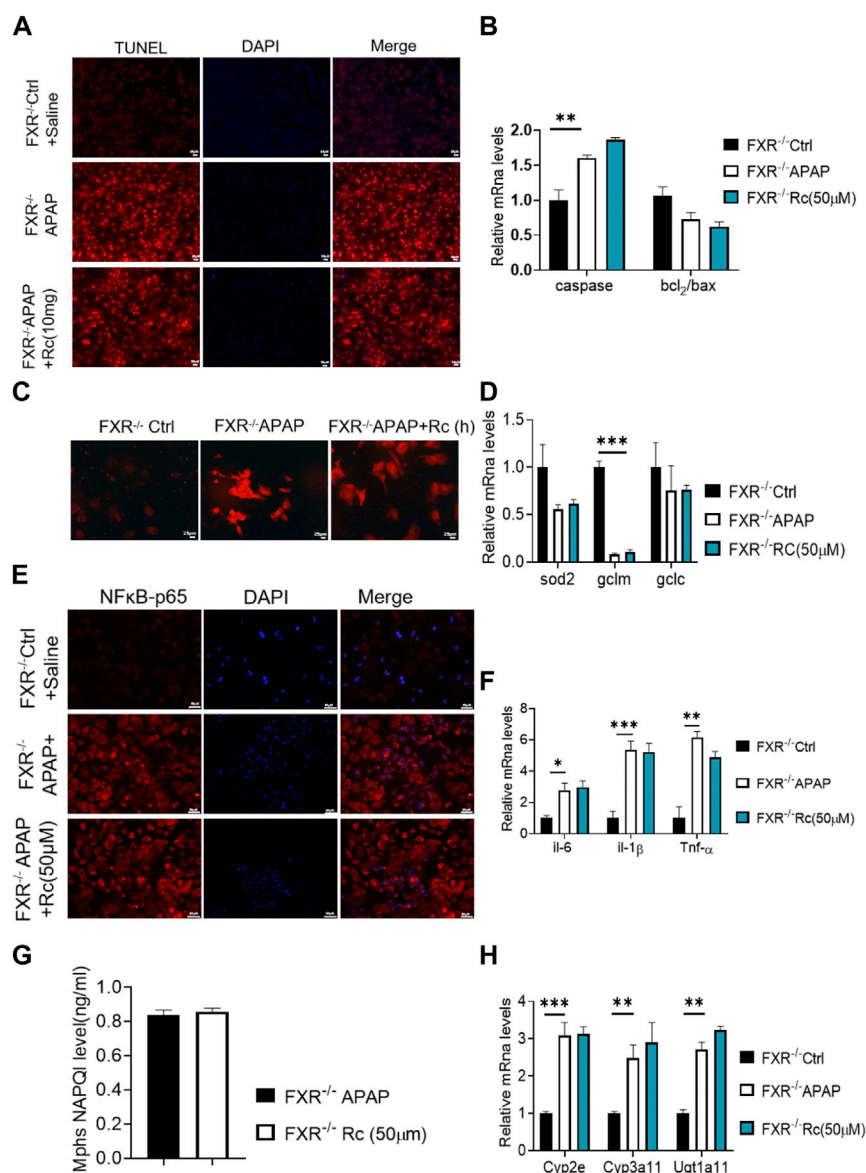 A
TUNEL DAPI Merge
FXR-/-Ctrl
+Saline
FXR-/-
APAP
FXR-/-APAP
+Rc(10mg)
B
Relative mRna levels
2.0
1.5
1.0
0.5
0.0
**
caspase bcl2/bax
FXR-/-Ctrl
FXR-/-APAP
FXR-/-Rc(50μM)
C
FXR-/- Ctrl FXR-/-APAP FXR-/-APAP+Rc (h)
25μm 25μm 25μm
D
Relative mRna levels
1.5
1.0
0.5
0.0
***
sod2 gclm gclc
FXR-/-Ctrl
FXR-/-APAP
FXR-/-RC(50μM)
E
NFκB-p65 DAPI Merge
FXR-/-Ctrl
+Saline
FXR-/-
APAP+
FXR-/- APAP
+Rc(50μM)
F
Relative mRna levels
8
6
4
2
0
* *** **
il-6 il-1β Tnf-α
FXR-/-Ctrl
FXR-/-APAP
FXR-/-Rc(50μM)
G
Mphs NAPQI level(ng/ml)
1.0
0.8
0.6
0.4
0.2
0.0
FXR-/- APAP
FXR-/- Rc (50μm)
H
Relative mRna levels
4
3
2
1
0
*** ** **
Cyp2e Cyp3a11 Ugt1a11
FXR-/-Ctrl
FXR-/-APAP
FXR-/-Rc(50μM)